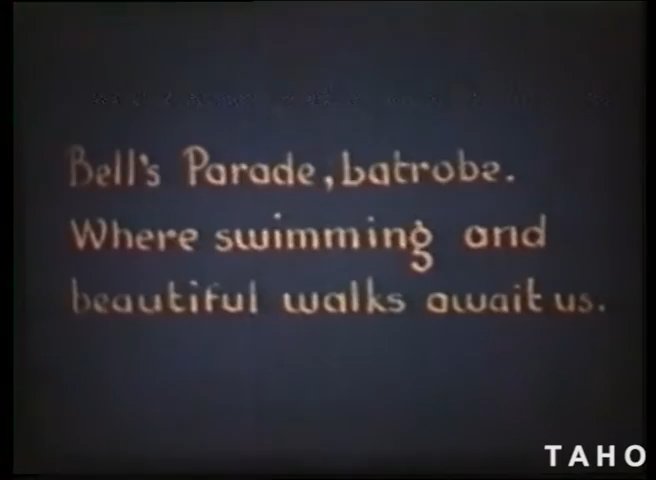 Bell's Parade, Latrobe.
Where swimming and
beautiful walks await us.
TAHO